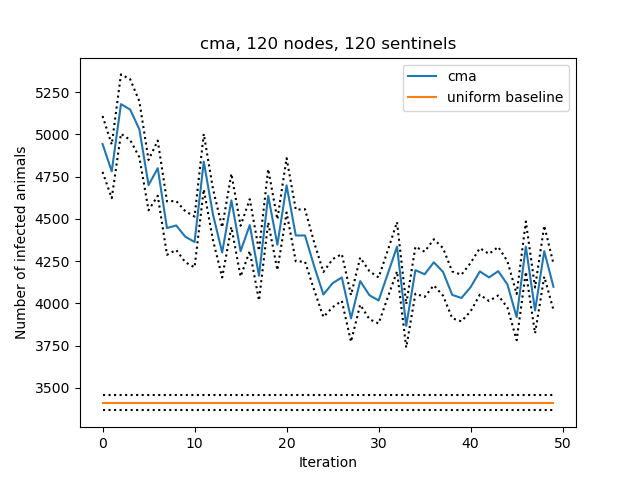 cma, 120 nodes, 120 sentinels
cma
uniform baseline
Number of infected animals
5250
5000
4750
4500
4250
4000
3750
3500
0 10 20 30 40 50
Iteration